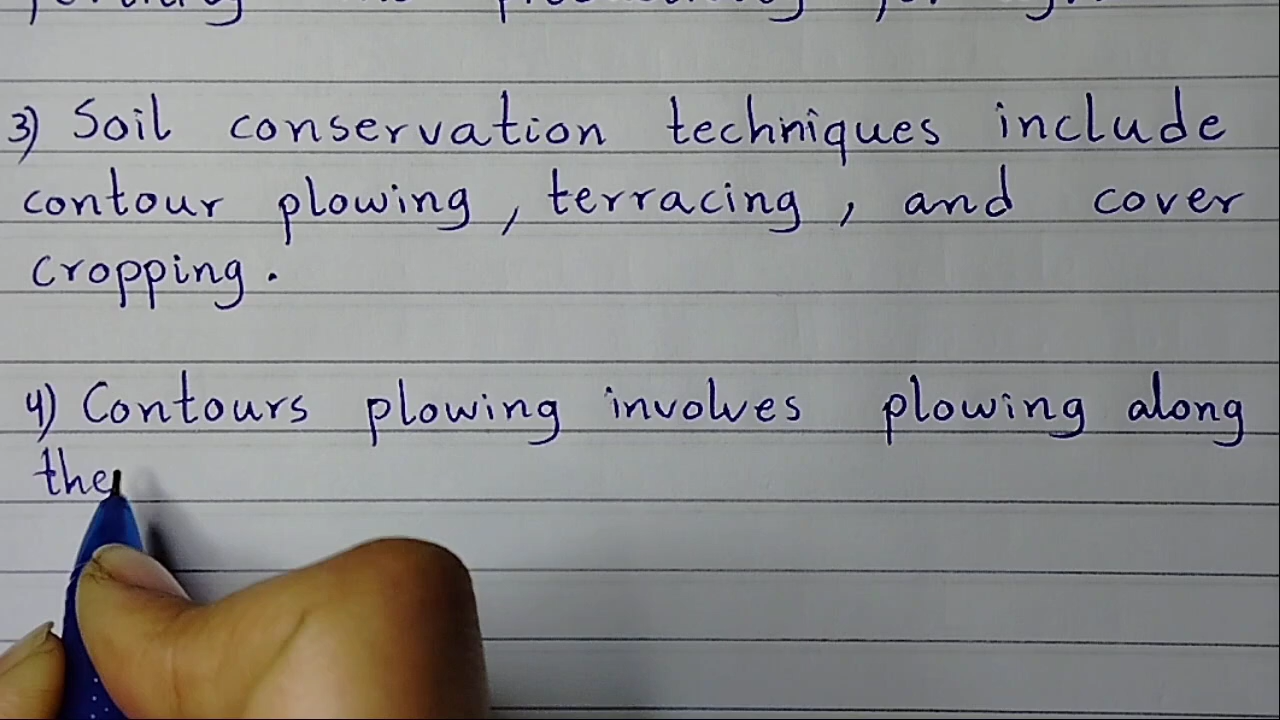 3) Soil conservation techniques include
contour plowing, terracing, and cover
cropping.
4) Contours plowing involves plowing along
the